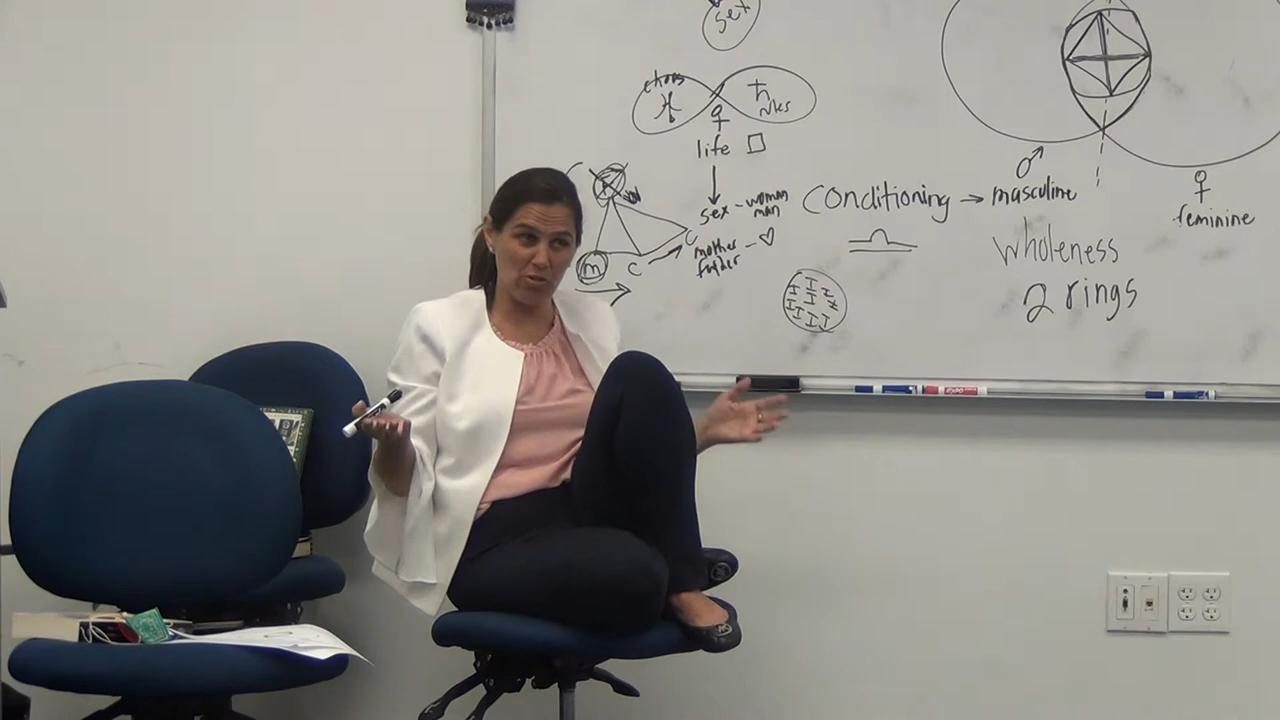 sex
chaos
rules
life
sex - woman
man
mother -
father
m
c
c
Conditioning → masculine
♀
feminine
wholeness
2 rings
I I I I I I I I I